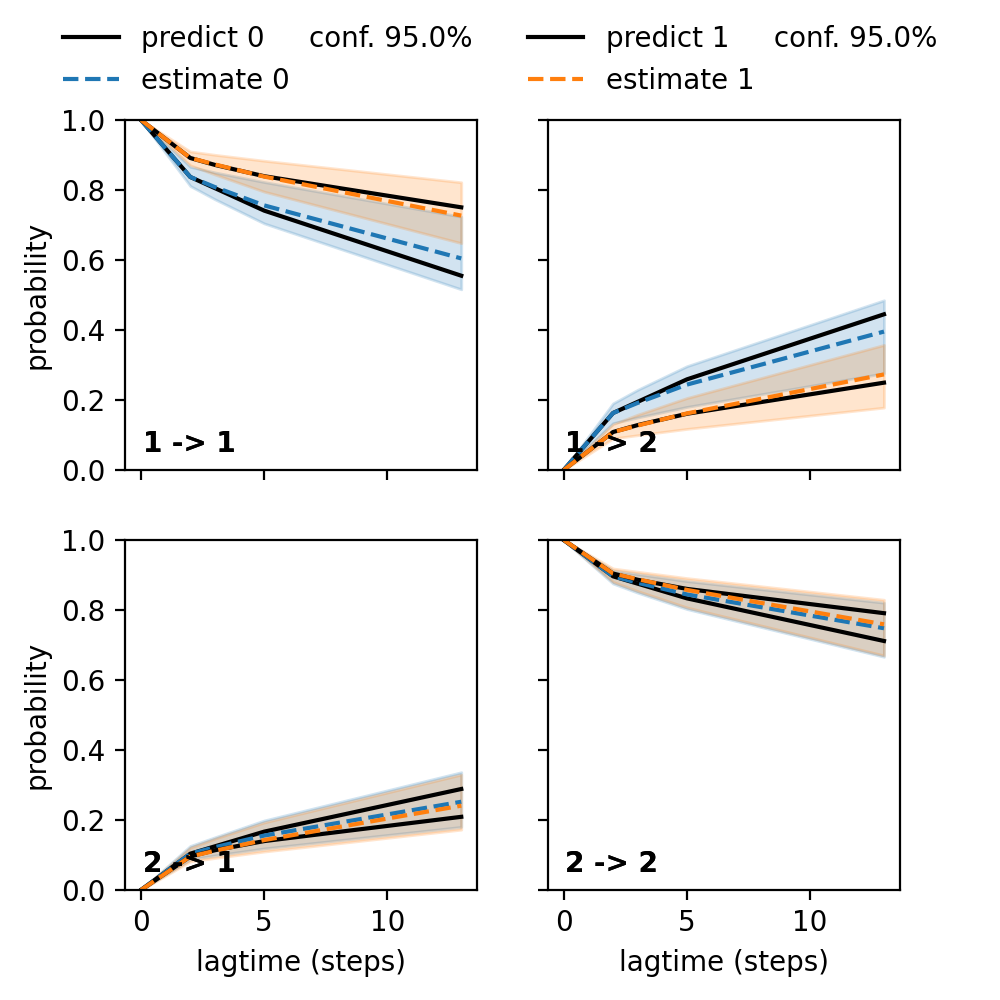 predict 0 conf. 95.0% predict 1 conf. 95.0%
estimate 0 estimate 1
1.0
0.8
0.6
0.4
0.2
0.0
probability
1 -> 1
1 -> 2
1.0
0.8
0.6
0.4
0.2
0.0
probability
2 -> 1
2 -> 2
0 5 10
0 5 10
lagtime (steps)
lagtime (steps)